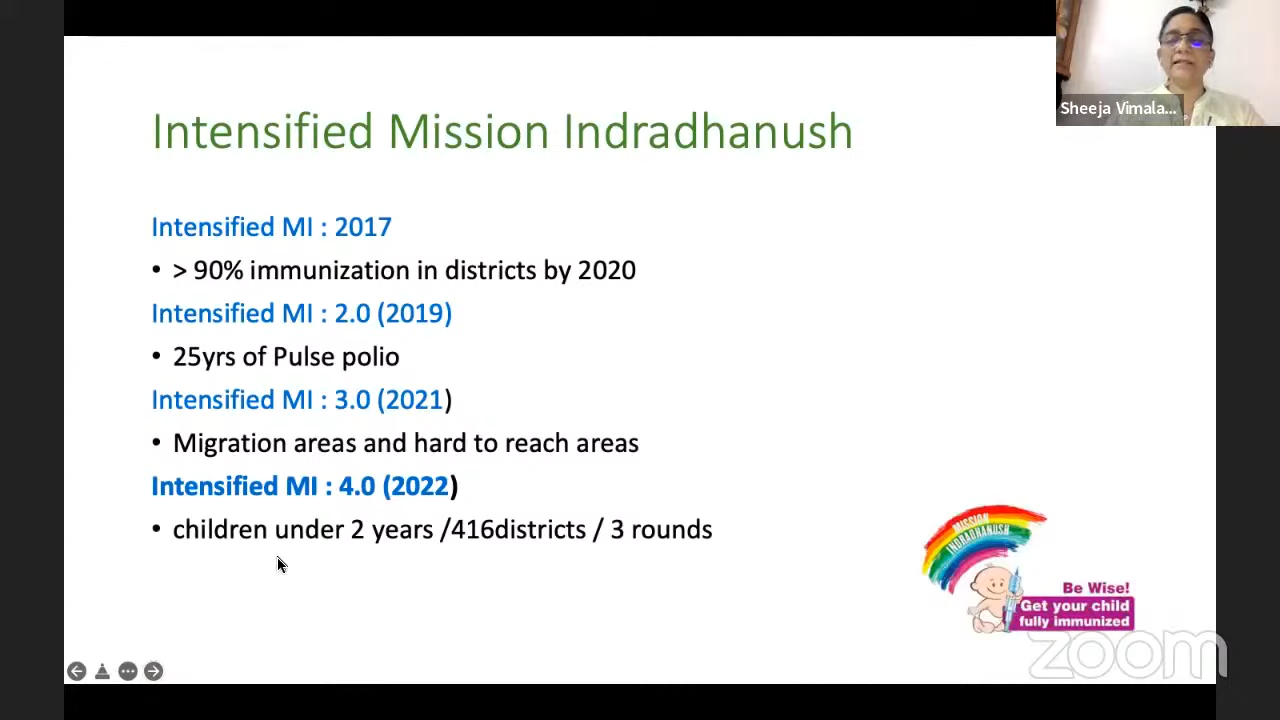 Sheeja Vimala...
Intensified Mission Indradhanush
Intensified MI : 2017
• > 90% immunization in districts by 2020
Intensified MI : 2.0 (2019)
• 25yrs of Pulse polio
Intensified MI : 3.0 (2021)
• Migration areas and hard to reach areas
Intensified MI : 4.0 (2022)
• children under 2 years /416districts / 3 rounds
MISSION
INDRADHANUSH
Be Wise!
Get your child
fully immunized
zoom